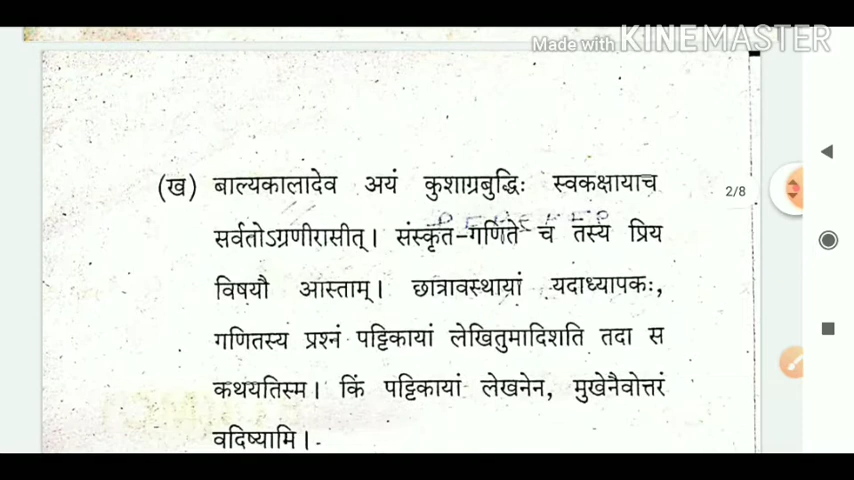 Made with KINEMASTER
(ख) बाल्यकालादेव अयं कुशाग्रबुद्धिः स्वकक्षायाच
2/8
सर्वतोऽग्रणीरासीत्। संस्कृत-गणिते च तस्य प्रिय
विषयौ आस्ताम्। छात्रावस्थायां यदाध्यापकः,
गणितस्य प्रश्नं पट्टिकायां लेखितुमादिशति तदा स
कथयतिस्म। किं पट्टिकायां लेखनेन, मुखेनैवोत्तरं
वदिष्यामि।